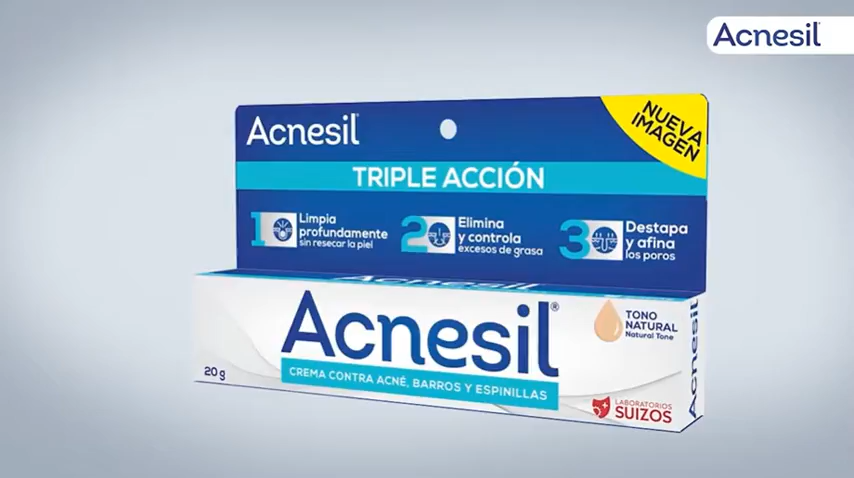 Acnesil
Acnesil
NUEVA
IMAGEN
TRIPLE ACCIÓN
1 Limpia
profundamente
sin resecar la piel
2 Elimina
y controla
excesos de grasa
3 Destapa
y afina
los poros
Acnesil
Acnesil®
TONO
NATURAL
Natural Tone
CREMA CONTRA ACNÉ, BARROS Y ESPINILLAS
20 g
LABORATORIOS
SUIZOS
Acnesil